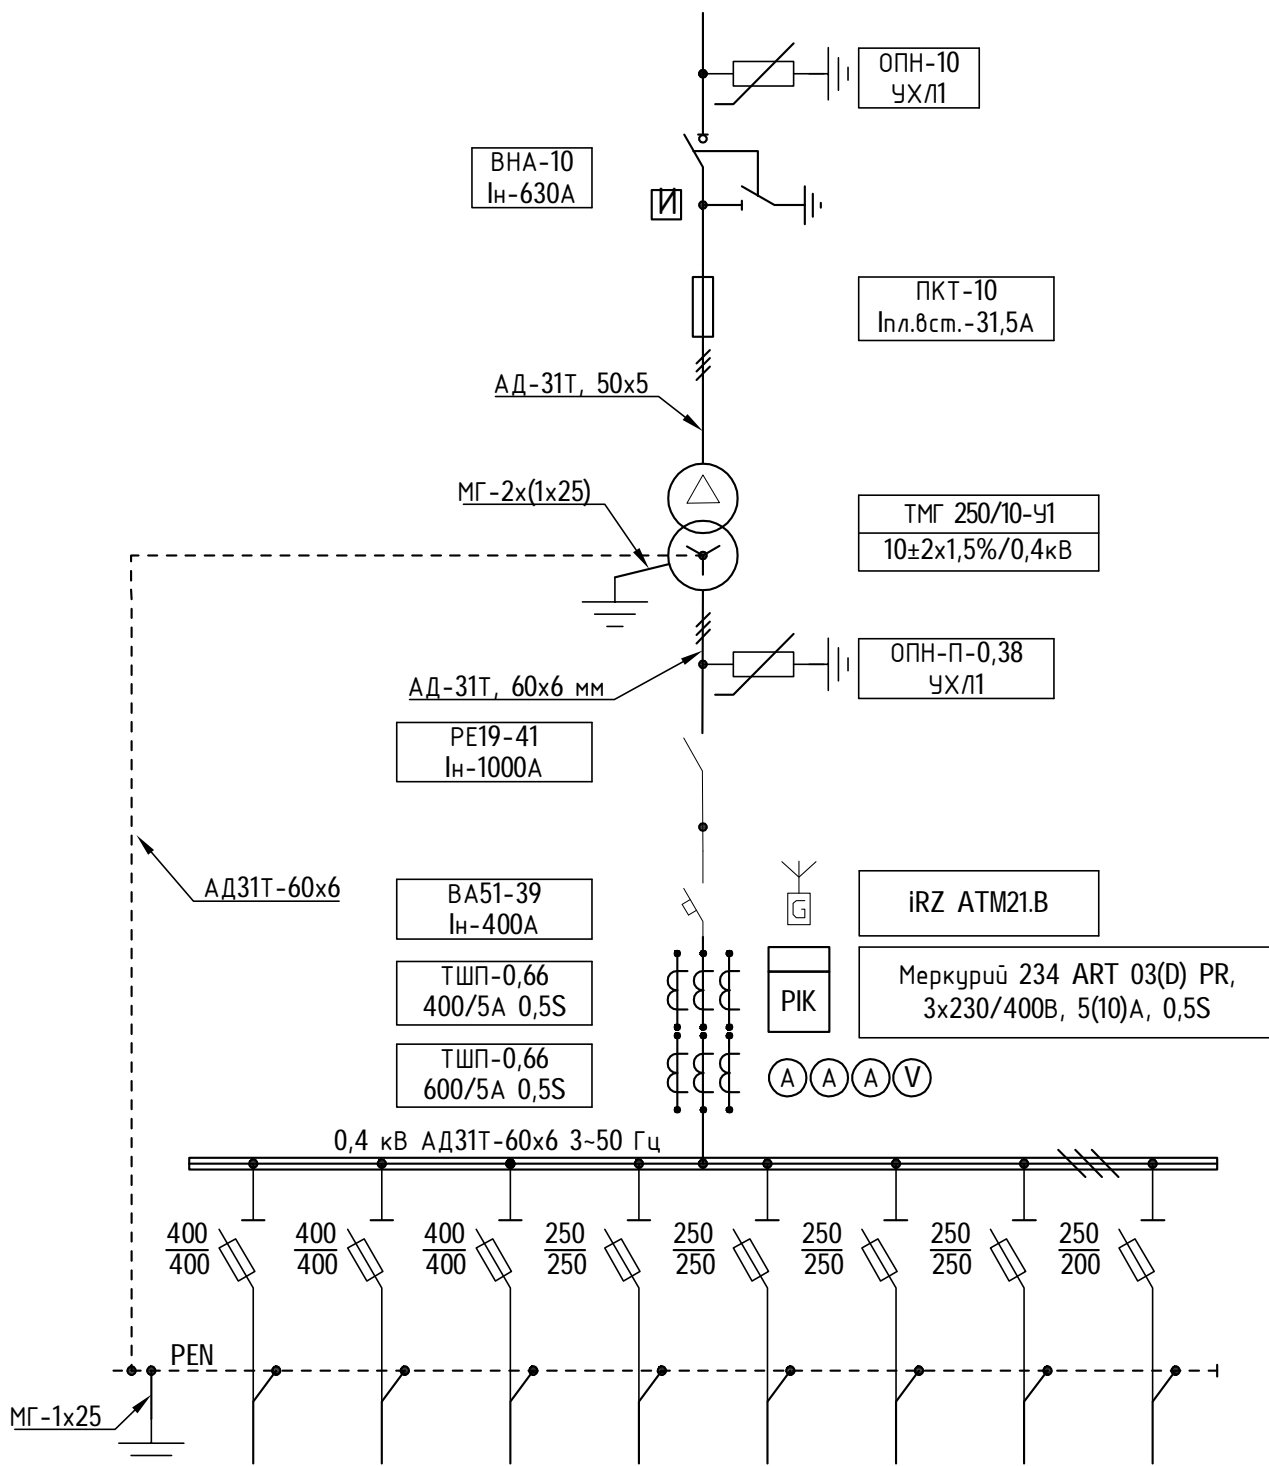 ОПН-10
УХЛ1
ВНА-10
Iн-630А
И
ПКТ-10
Iпл.вст.-31,5А
АД-31Т, 50х5
МГ-2х(1х25)
ТМГ 250/10-У1
10±2х1,5%/0,4кВ
ОПН-П-0,38
УХЛ1
АД-31Т, 60х6 мм
РЕ19-41
Iн-1000А
АД31Т-60х6
ВА51-39
Iн-400А
G
iRZ ATM21.B
ТШП-0,66
400/5А 0,5S
PIK
Меркурий 234 ART 03(D) PR,
3х230/400В, 5(10)А, 0,5S
ТШП-0,66
600/5А 0,5S
A A A V
0,4 кВ АД31Т-60х6 3~50 Гц
400 400 400 250 250 250 250 250
400 400 400 250 250 250 250 200
PEN
МГ-1х25